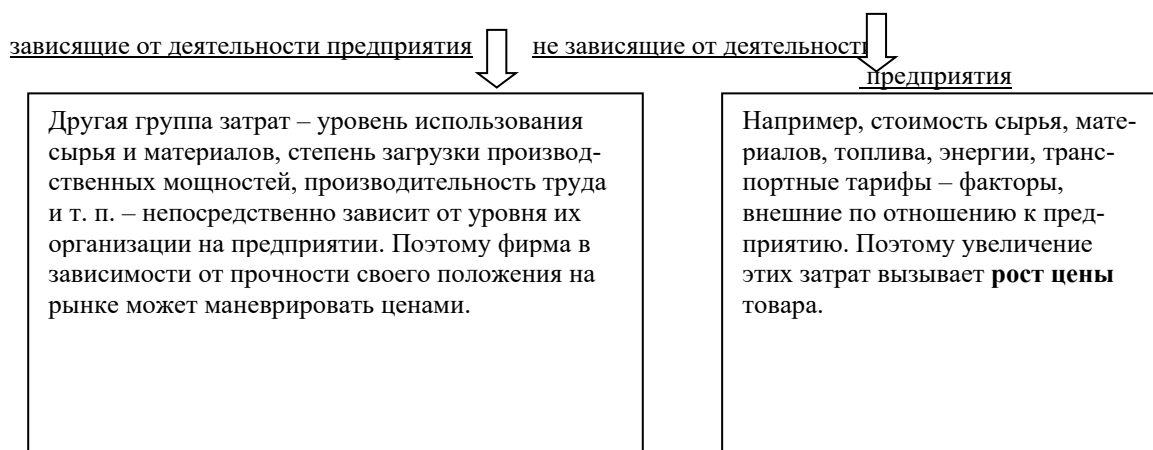 зависящие от деятельности предприятия
не зависящие от деятельности
предприятия
Другая группа затрат – уровень использования
сырья и материалов, степень загрузки производ-
ственных мощностей, производительность труда
и т. п. – непосредственно зависит от уровня их
организации на предприятии. Поэтому фирма в
зависимости от прочности своего положения на
рынке может маневрировать ценами.
Например, стоимость сырья, мате-
риалов, топлива, энергии, транс-
портные тарифы – факторы,
внешние по отношению к пред-
приятию. Поэтому увеличение
этих затрат вызывает рост цены
товара.